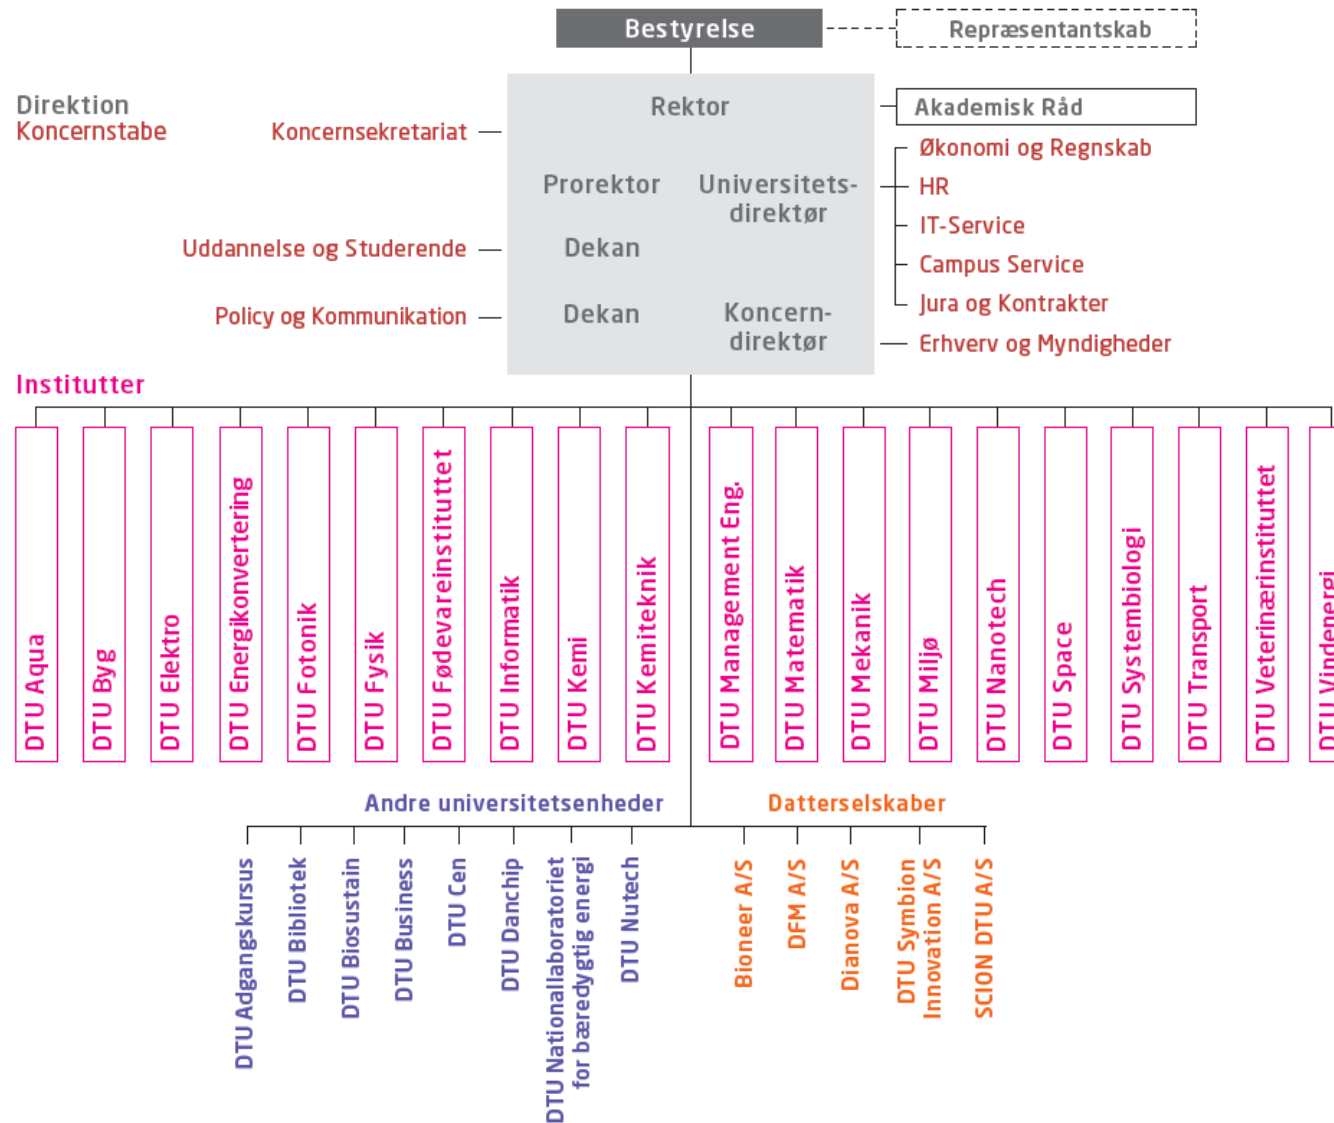 Bestyrelse
Repræsentantskab
Direktion
Koncernstabe
Koncernsekretariat
Rektor
Akademisk Råd
Økonomi og Regnskab
Prorektor
Universitets-
direktør
HR
IT-Service
Uddannelse og Studerende
Dekan
Campus Service
Jura og Kontrakter
Policy og Kommunikation
Dekan
Koncern-
direktør
Erhverv og Myndigheder
Institutter
DTU Aqua
DTU Byg
DTU Elektro
DTU Energikonvertering
DTU Fotonik
DTU Fysik
DTU Fødevareinstituttet
DTU Informatik
DTU Kemi
DTU Kemiteknik
DTU Management Eng.
DTU Matematik
DTU Mekanik
DTU Miljø
DTU Nanotech
DTU Space
DTU Systembiologi
DTU Transport
DTU Veterinærinstituttet
DTU Vindenergi
Andre universitetsenheder
DTU Adgangskursus
DTU Bibliotek
DTU Biosustain
DTU Business
DTU Cen
DTU Danchip
DTU Nationallaboratoriet
for bæredygtig energi
DTU Nutech
Datterselskaber
Bioneer A/S
DFM A/S
Dianova A/S
DTU Symbion
Innovation A/S
SCION DTU A/S